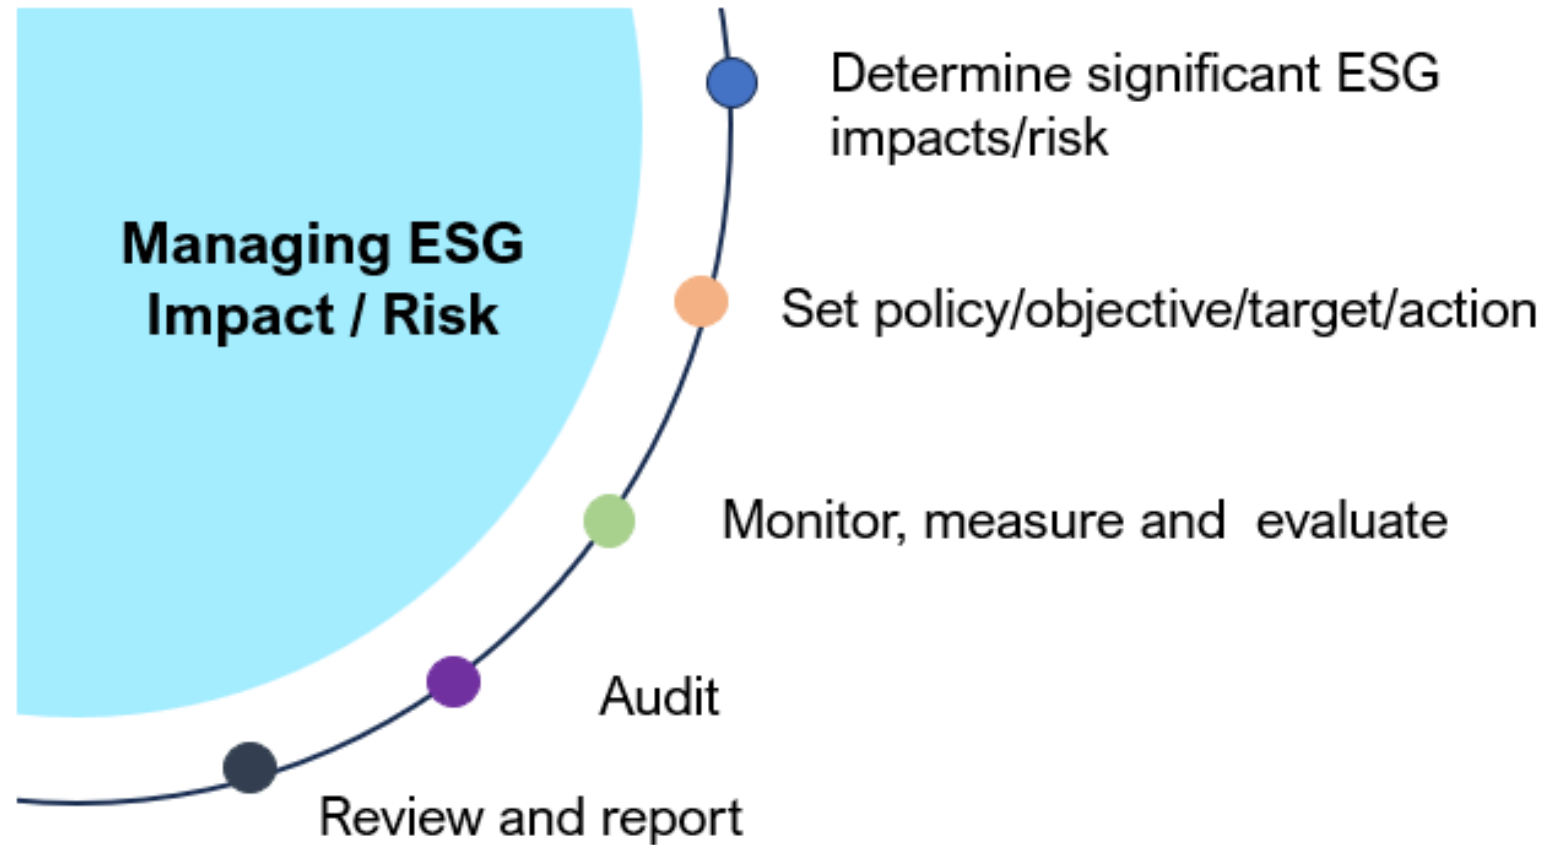 Determine significant ESG
impacts/risk
Managing ESG
Impact / Risk
Set policy/objective/target/action
Monitor, measure and  evaluate
Audit
Review and report